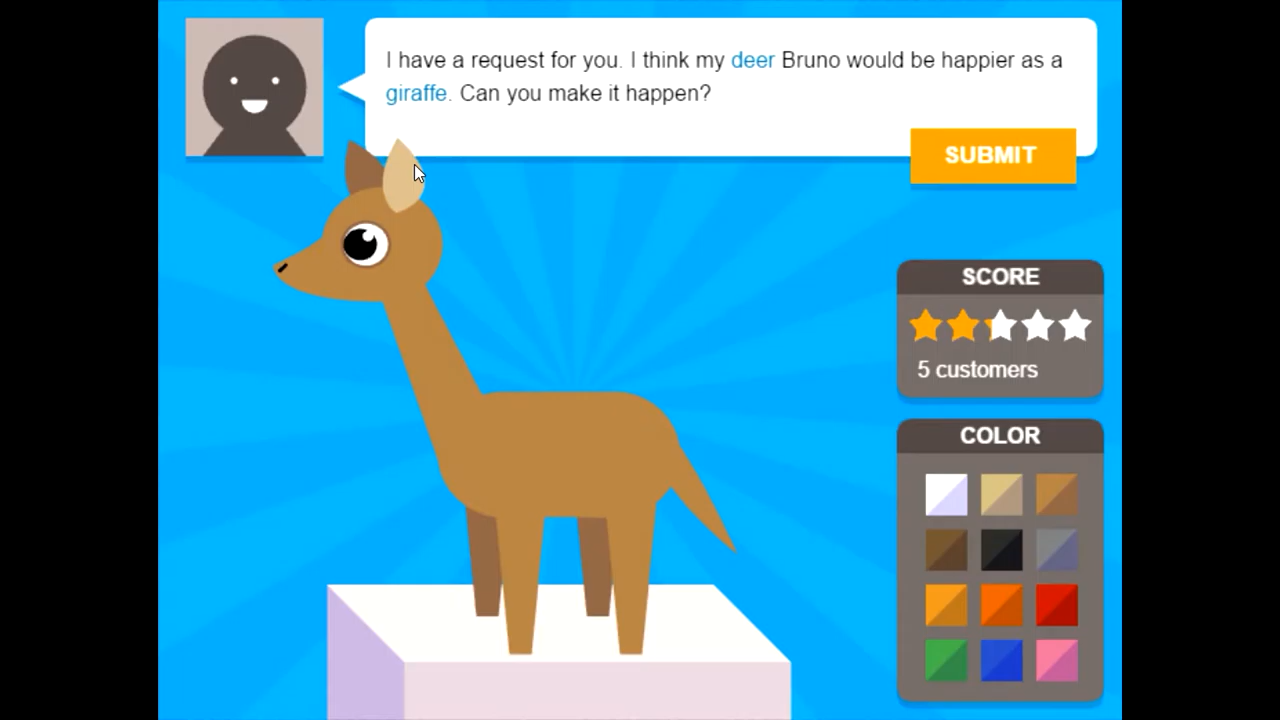 I have a request for you. I think my deer Bruno would be happier as a
giraffe. Can you make it happen?
SUBMIT
SCORE
5 customers
COLOR